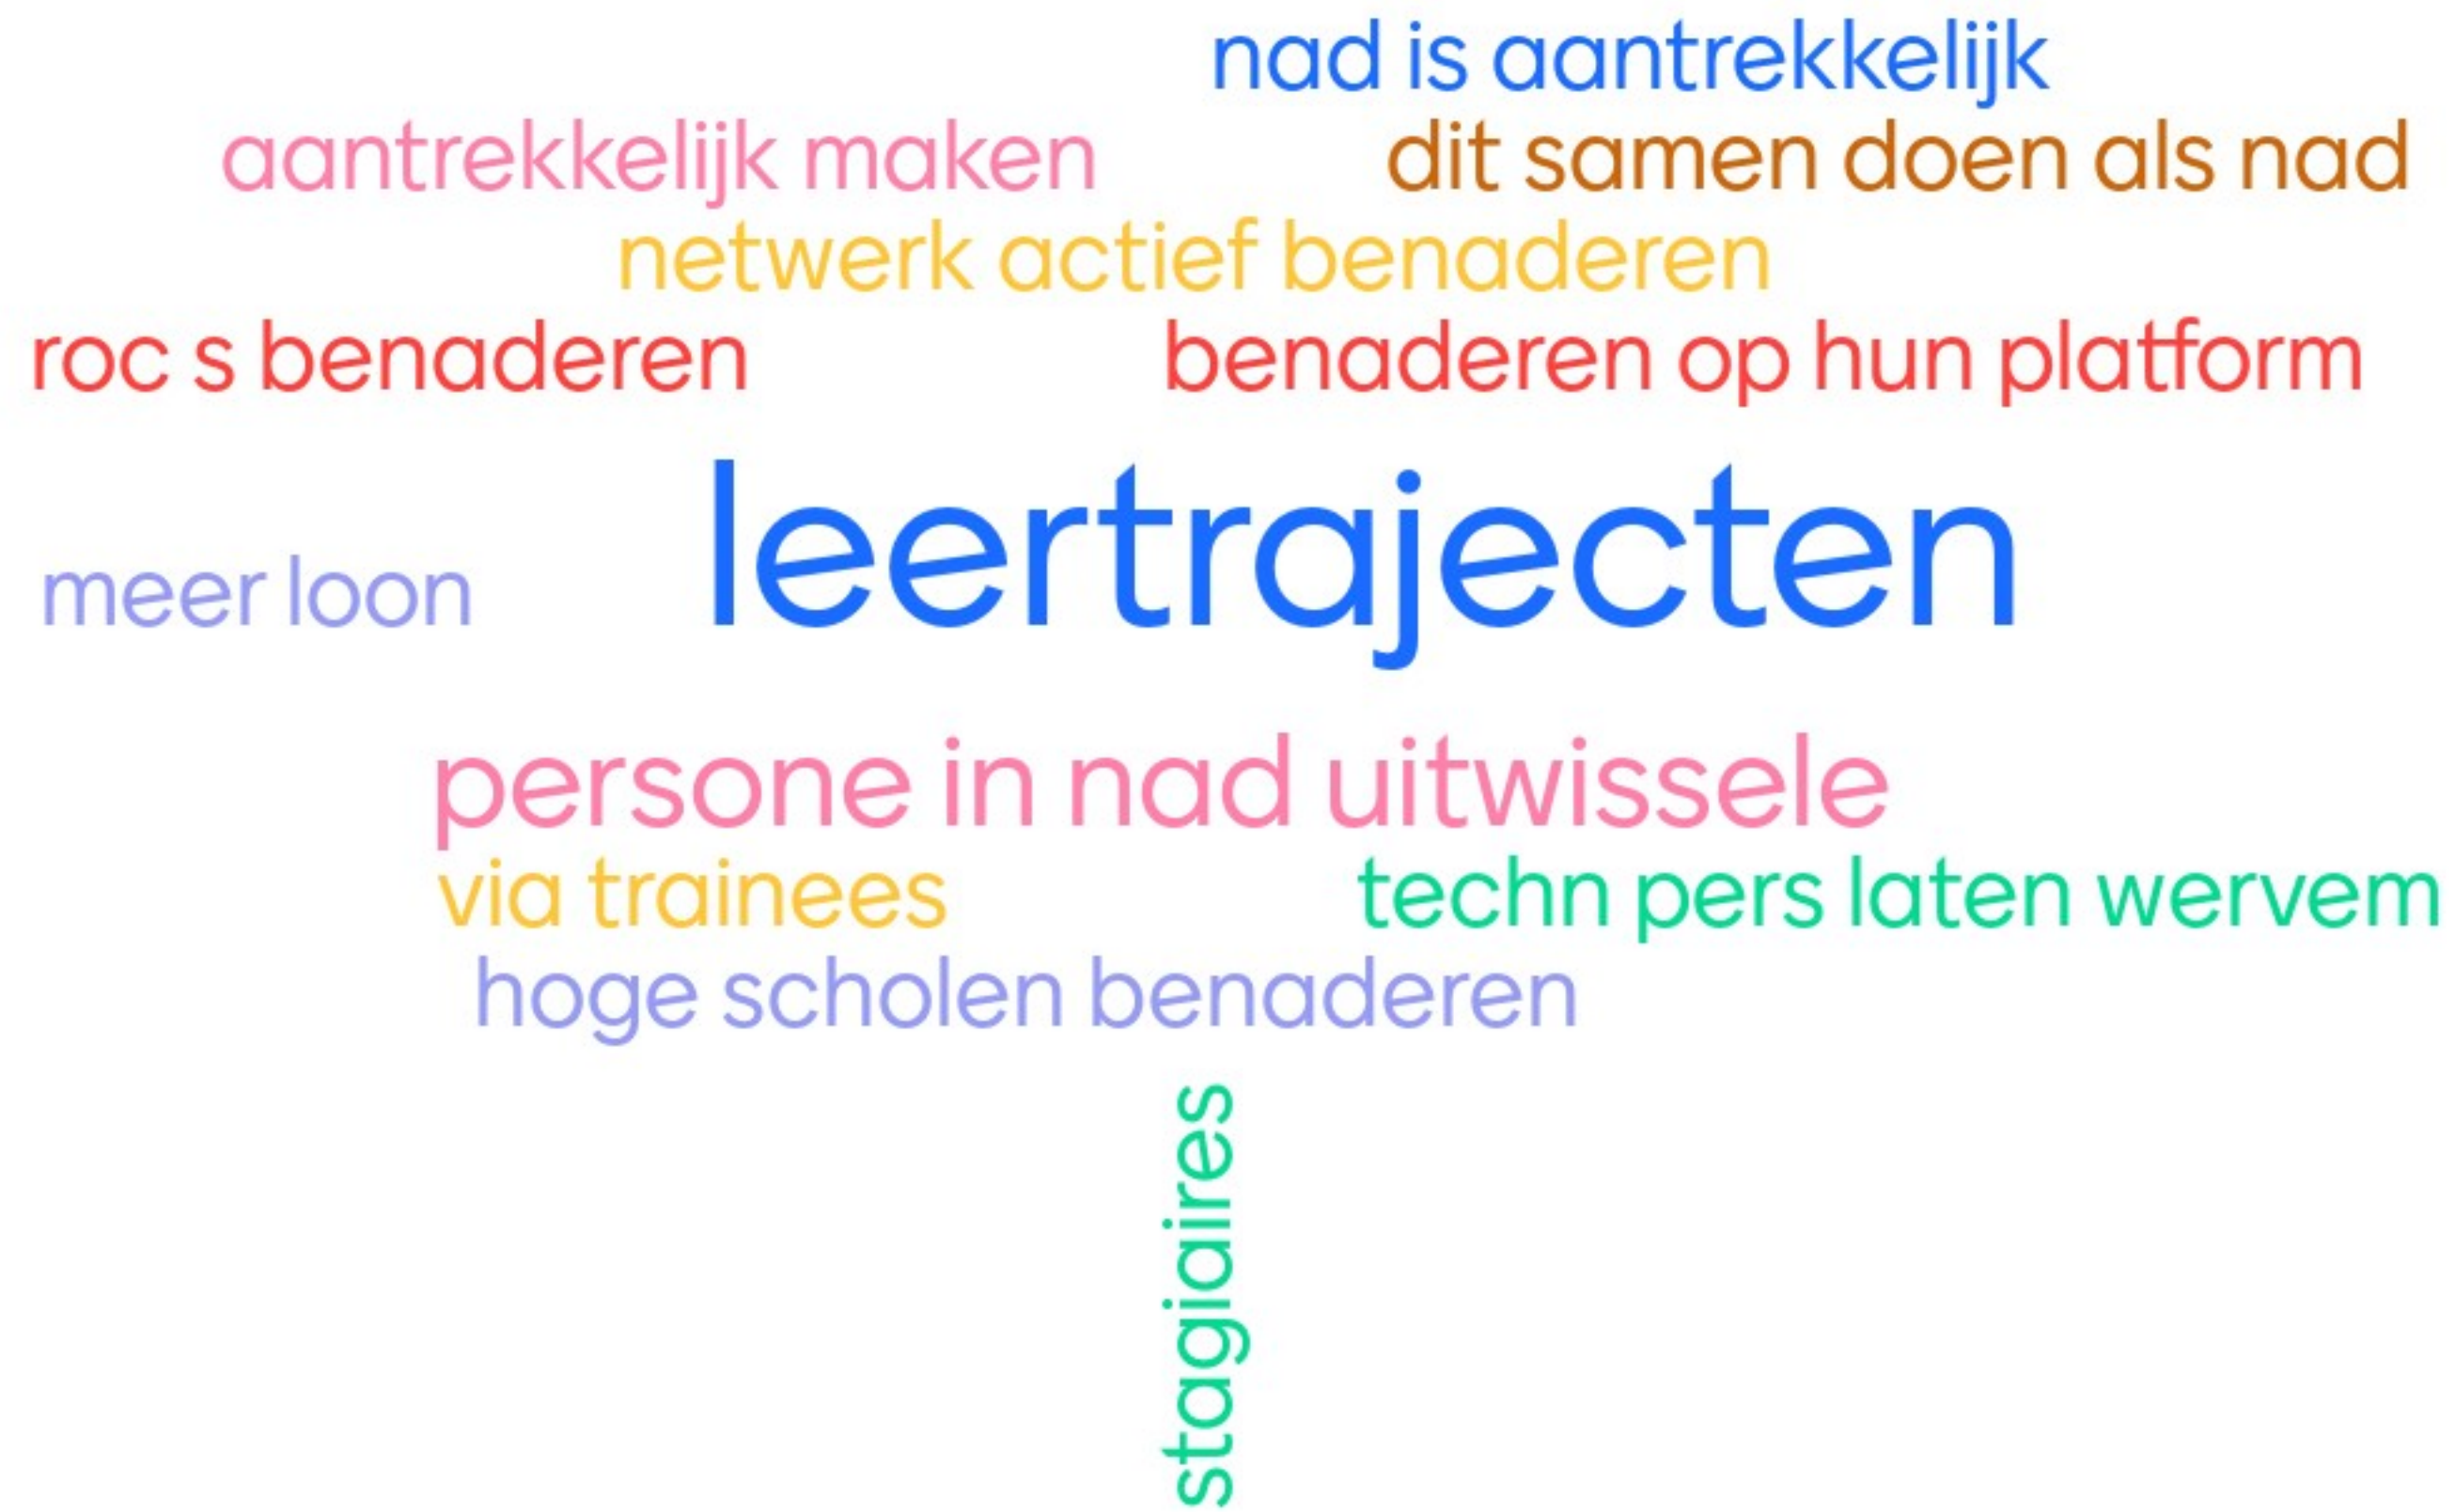 nad is aantrekkelijk
aantrekkelijk maken
dit samen doen als nad
netwerk actief benaderen
roc s benaderen
benaderen op hun platform
leertrajecten
meer loon
persone in nad uitwissele
via trainees
techn pers laten wervem
hoge scholen benaderen
stagiaires